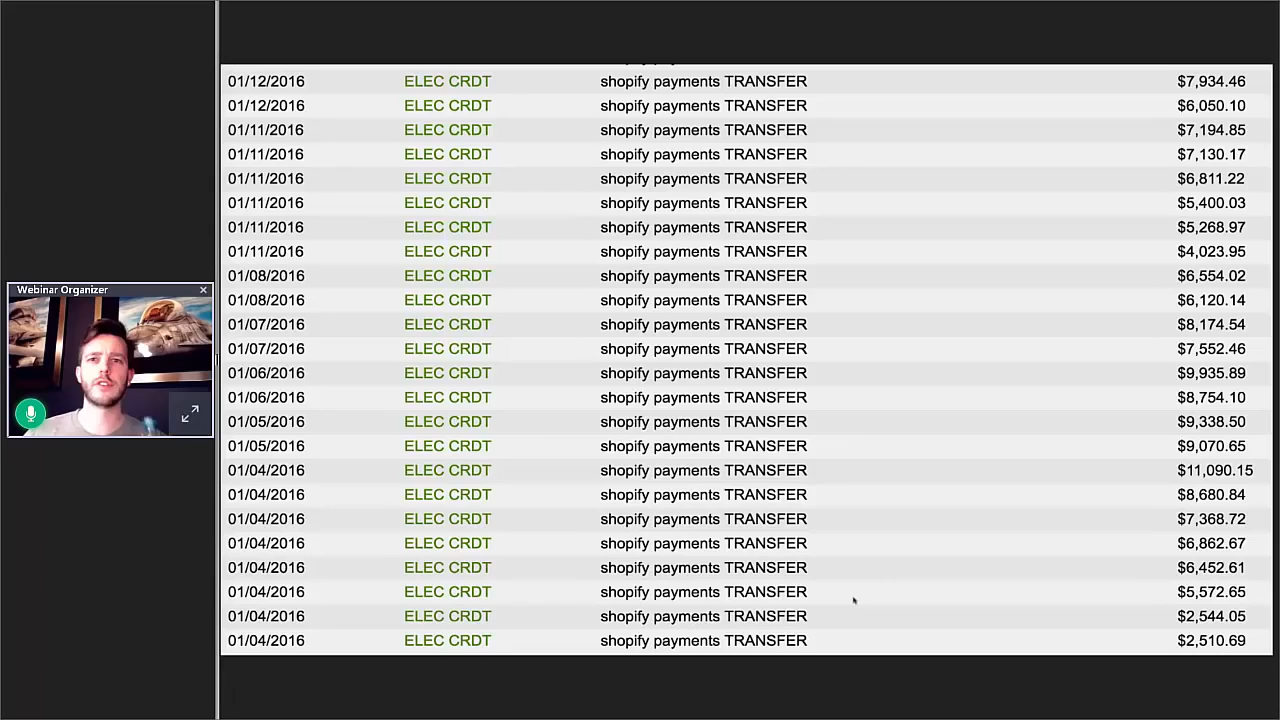 01/12/2016 ELEC CRDT shopify payments TRANSFER $7,934.46
01/12/2016 ELEC CRDT shopify payments TRANSFER $6,050.10
01/11/2016 ELEC CRDT shopify payments TRANSFER $7,194.85
01/11/2016 ELEC CRDT shopify payments TRANSFER $7,130.17
01/11/2016 ELEC CRDT shopify payments TRANSFER $6,811.22
01/11/2016 ELEC CRDT shopify payments TRANSFER $5,400.03
01/11/2016 ELEC CRDT shopify payments TRANSFER $5,268.97
01/11/2016 ELEC CRDT shopify payments TRANSFER $4,023.95
01/08/2016 ELEC CRDT shopify payments TRANSFER $6,554.02
Webinar Organizer
01/08/2016 ELEC CRDT shopify payments TRANSFER $6,120.14
01/07/2016 ELEC CRDT shopify payments TRANSFER $8,174.54
01/07/2016 ELEC CRDT shopify payments TRANSFER $7,552.46
01/06/2016 ELEC CRDT shopify payments TRANSFER $9,935.89
01/06/2016 ELEC CRDT shopify payments TRANSFER $8,754.10
01/05/2016 ELEC CRDT shopify payments TRANSFER $9,338.50
01/05/2016 ELEC CRDT shopify payments TRANSFER $9,070.65
01/04/2016 ELEC CRDT shopify payments TRANSFER $11,090.15
01/04/2016 ELEC CRDT shopify payments TRANSFER $8,680.84
01/04/2016 ELEC CRDT shopify payments TRANSFER $7,368.72
01/04/2016 ELEC CRDT shopify payments TRANSFER $6,862.67
01/04/2016 ELEC CRDT shopify payments TRANSFER $6,452.61
01/04/2016 ELEC CRDT shopify payments TRANSFER $5,572.65
01/04/2016 ELEC CRDT shopify payments TRANSFER $2,544.05
01/04/2016 ELEC CRDT shopify payments TRANSFER $2,510.69